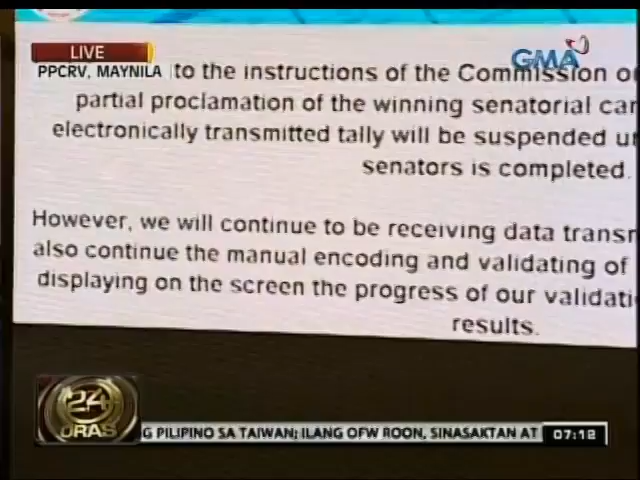 LIVE
GMA
PPCRV, MAYNILA
to the instructions of the Commission
partial proclamation of the winning senatorial
electronically transmitted tally will be suspended
senators is completed.
However, we will continue to be receiving data
also continue the manual encoding and validating of
displaying on the screen the progress of our
results.
24
ORAS
G PILIPINO SA TAIWAN; ILANG OFW ROON, SINASAKTAN AT
07:12